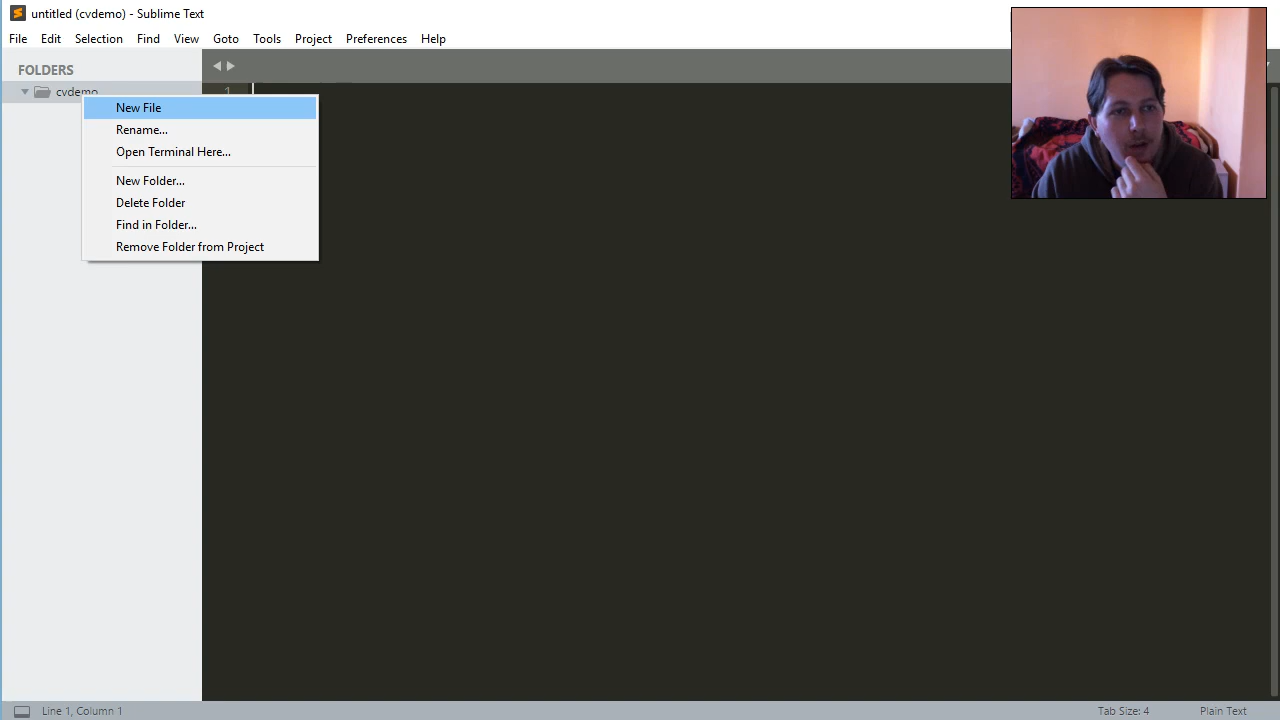 untitled (cvdemo) - Sublime Text
File Edit Selection Find View Goto Tools Project Preferences Help
FOLDERS
cvdemo
1
New File
Rename...
Open Terminal Here...
New Folder...
Delete Folder
Find in Folder...
Remove Folder from Project
Line 1, Column 1
Tab Size: 4
Plain Text